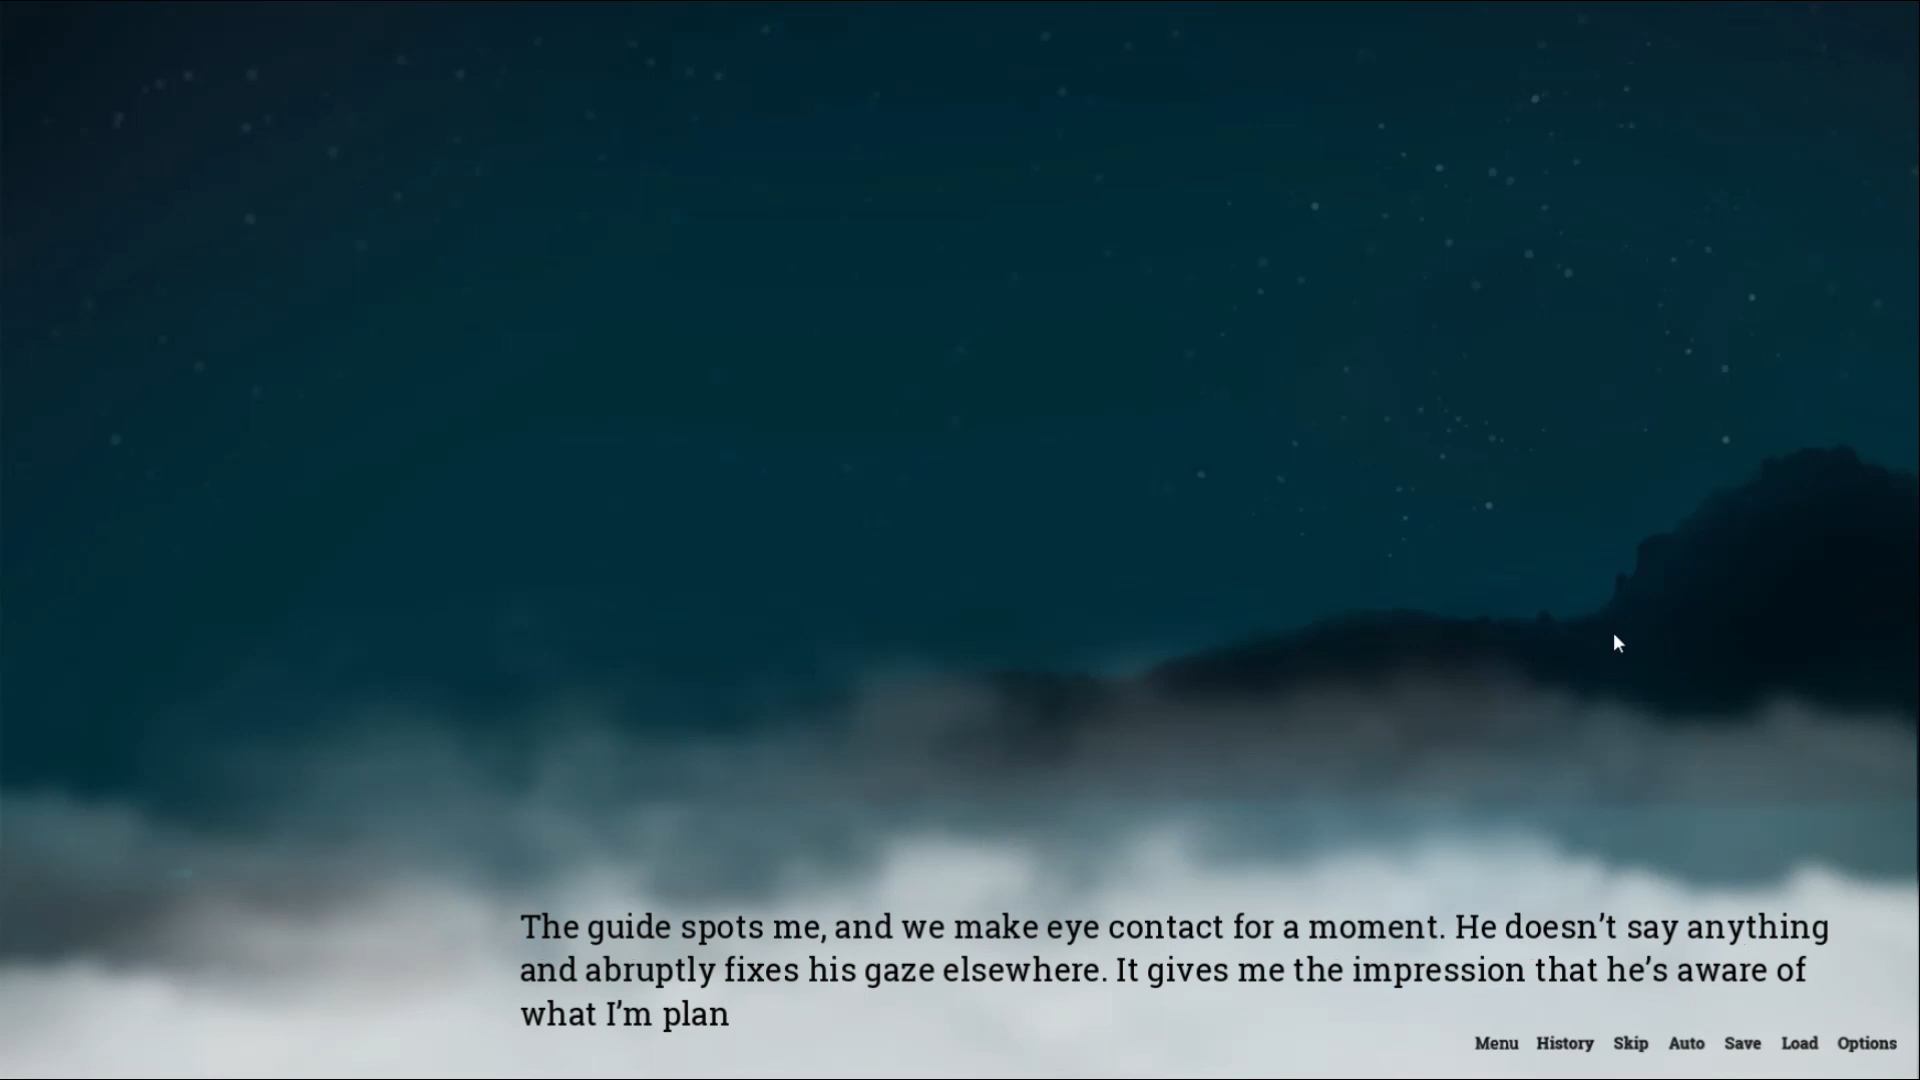 The guide spots me, and we make eye contact for a moment. He doesn’t say anything
and abruptly fixes his gaze elsewhere. It gives me the impression that he’s aware of
what I’m plan
Menu History Skip Auto Save Load Options